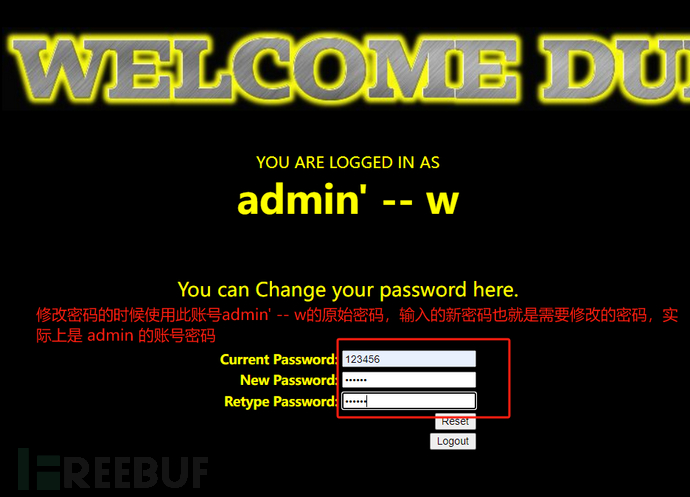 WELCOME DU
YOU ARE LOGGED IN AS
admin' -- w
You can Change your password here.
修改密码的时候使用此账号admin' -- w的原始密码，输入的新密码也就是需要修改的密码，实
际上是 admin 的账号密码
Current Password: 123456
New Password: ••••••
Retype Password: ••••••
Reset
Logout
FREEBUF